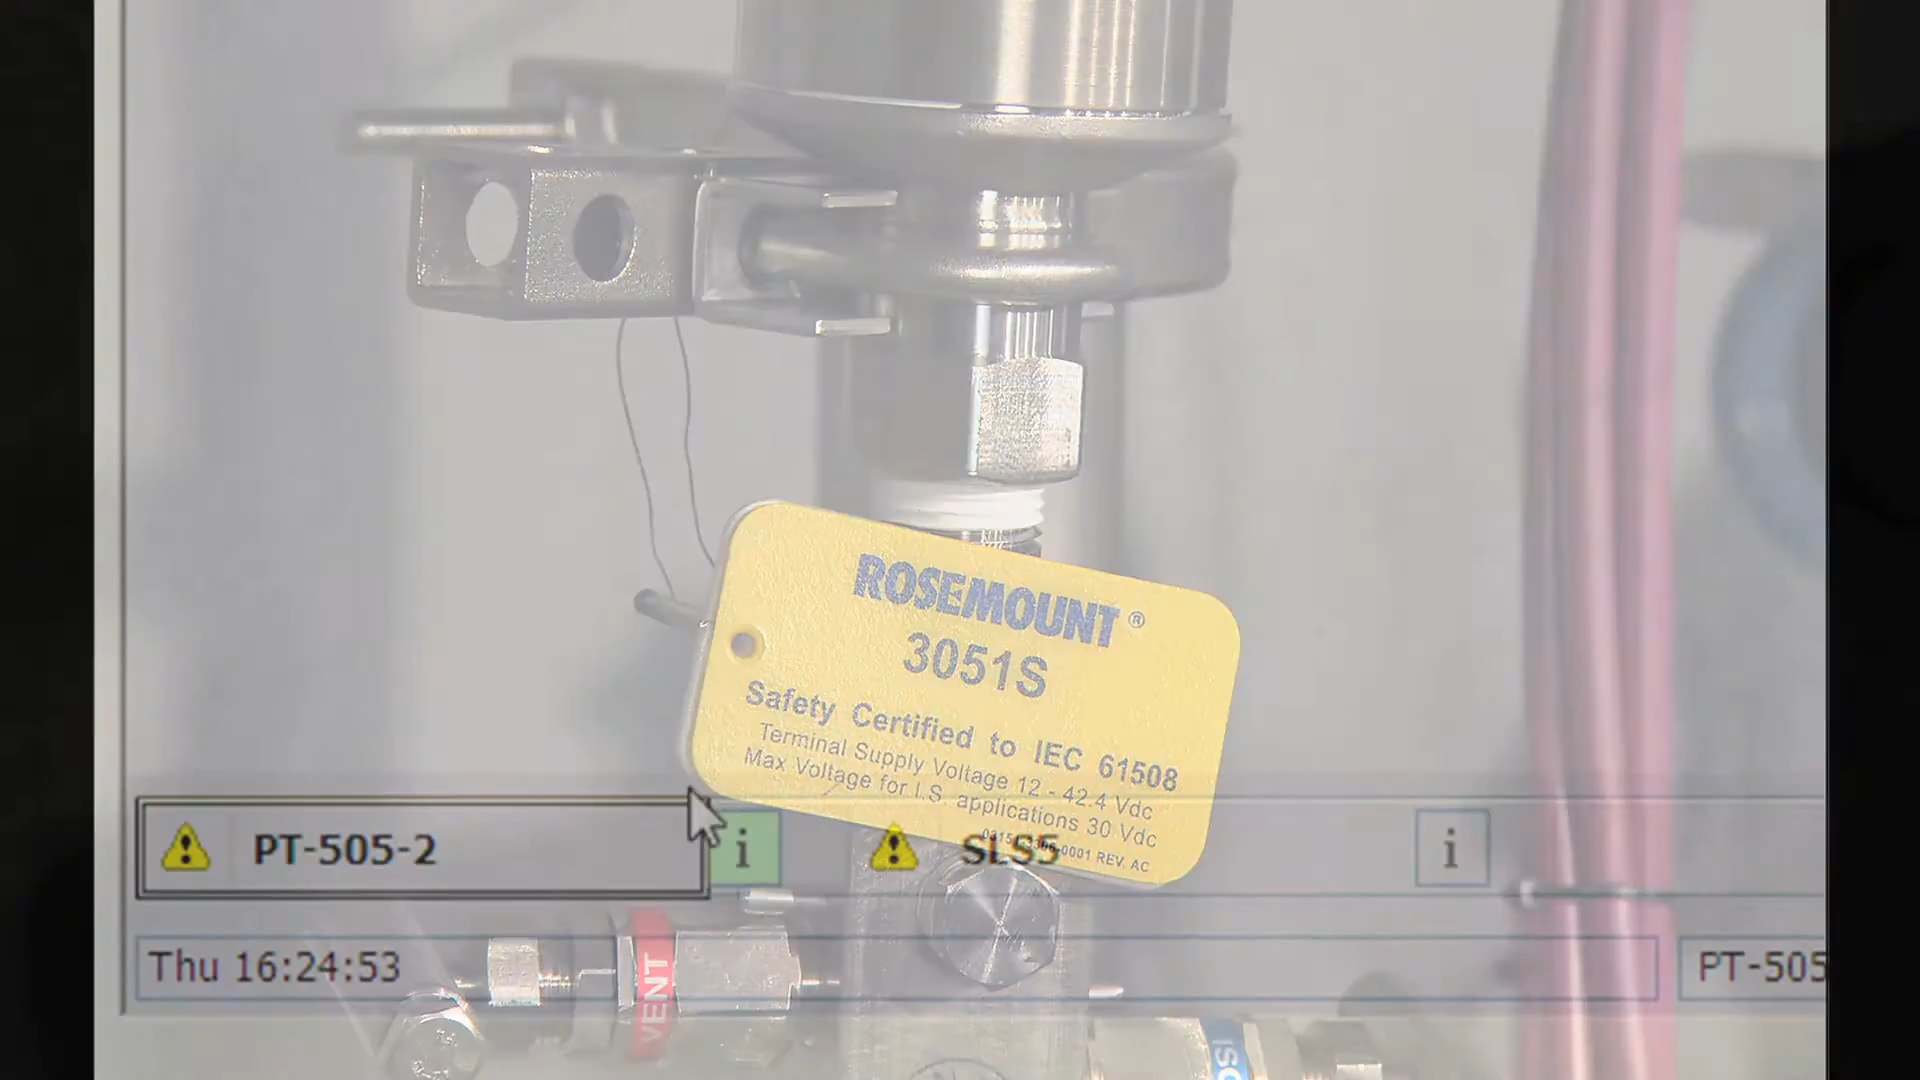 ROSEMOUNT®
3051S
Safety Certified to IEC 61508
Terminal Supply Voltage 12 - 42.4 Vdc
Max Voltage for I.S. applications 30 Vdc
REV. AC
PT-505-2
i
SLS5
i
Thu 16:24:53
PT-505
VENT